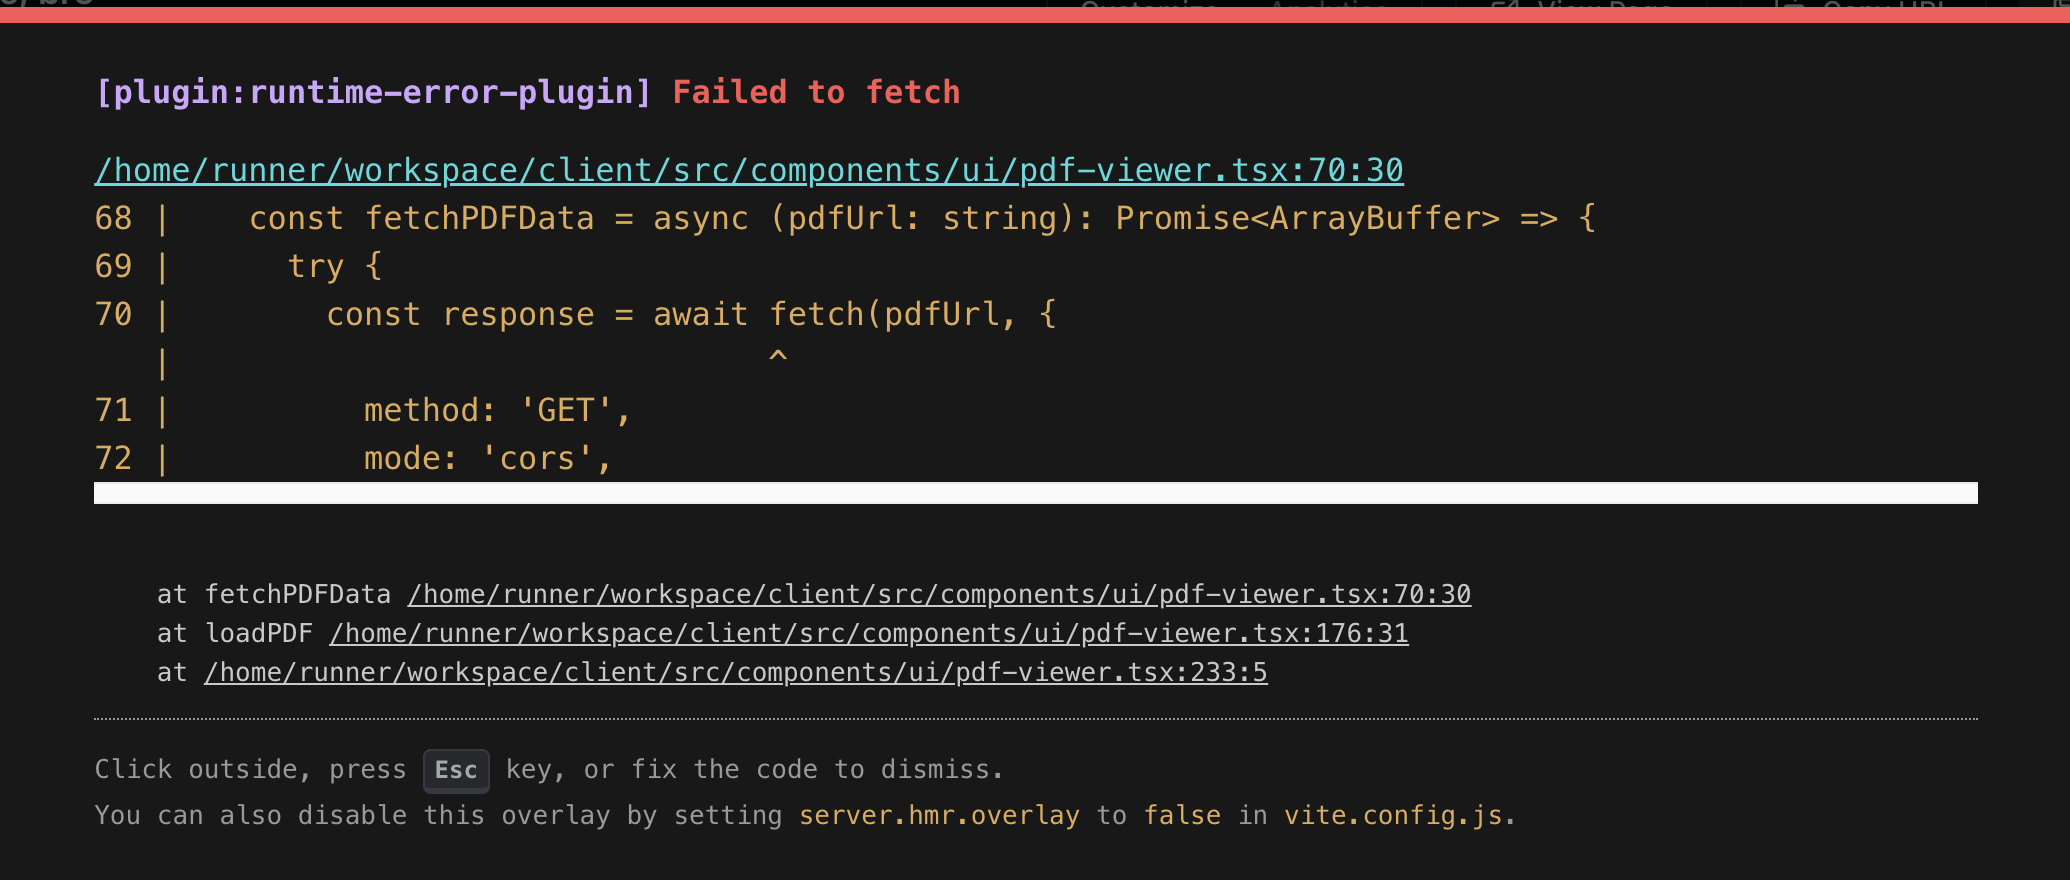 [plugin:runtime-error-plugin] Failed to fetch
/home/runner/workspace/client/src/components/ui/pdf-viewer.tsx:70:30
68 |    const fetchPDFData = async (pdfUrl: string): Promise<ArrayBuffer> => {
69 |      try {
70 |        const response = await fetch(pdfUrl, {
   |                               ^
71 |          method: 'GET',
72 |          mode: 'cors',
at fetchPDFData /home/runner/workspace/client/src/components/ui/pdf-viewer.tsx:70:30
at loadPDF /home/runner/workspace/client/src/components/ui/pdf-viewer.tsx:176:31
at /home/runner/workspace/client/src/components/ui/pdf-viewer.tsx:233:5
Click outside, press Esc key, or fix the code to dismiss.
You can also disable this overlay by setting server.hmr.overlay to false in vite.config.js.